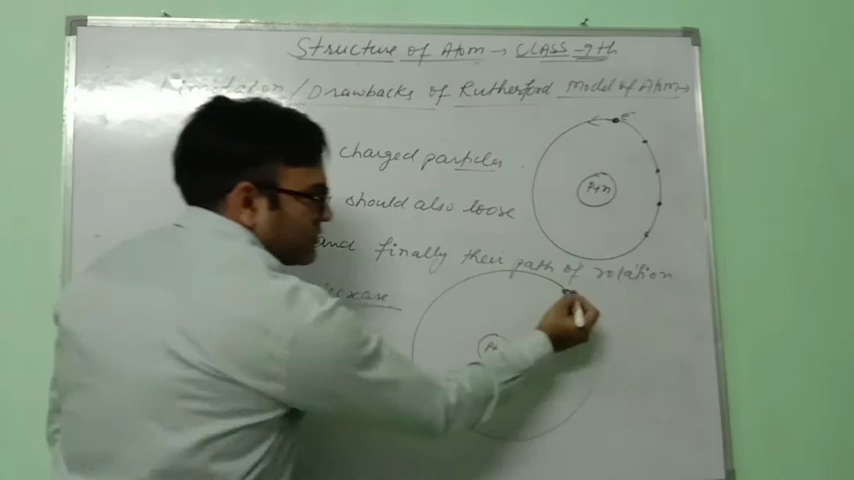 Structure of Atom → CLASS - 9th
Limitation / Drawbacks of Rutherford Model of Atom →
e⁻
charged particles
P+n
should also loose
and finally their path of rotation
P+